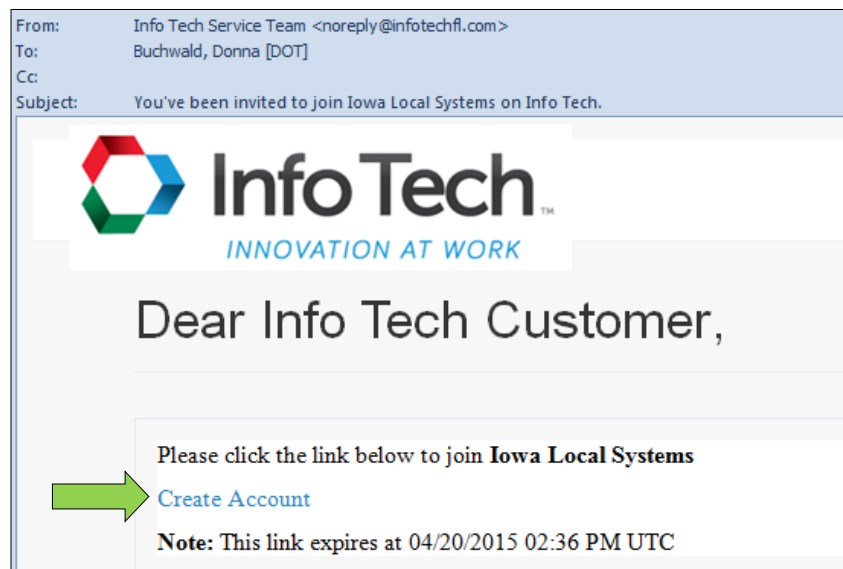 From: Info Tech Service Team <noreply@infotechfl.com>
To: Buchwald, Donna [DOT]
Cc:
Subject: You've been invited to join Iowa Local Systems on Info Tech.
Info Tech™
INNOVATION AT WORK
Dear Info Tech Customer,
Please click the link below to join Iowa Local Systems
Create Account
Note: This link expires at 04/20/2015 02:36 PM UTC